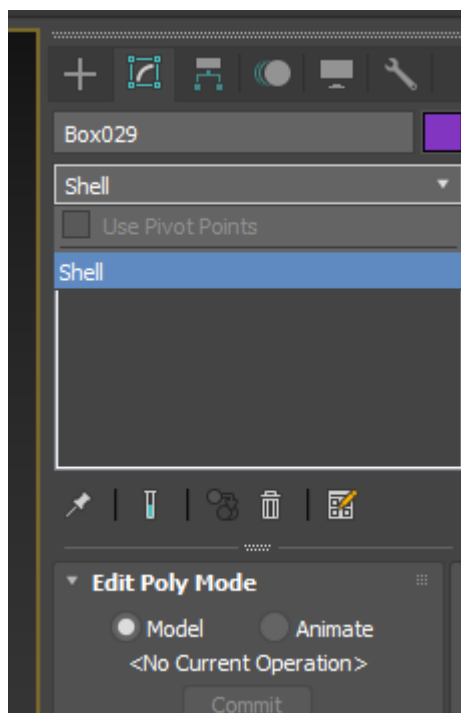 Box029
Shell
Use Pivot Points
Shell
Edit Poly Mode
Model Animate
<No Current Operation>
Commit